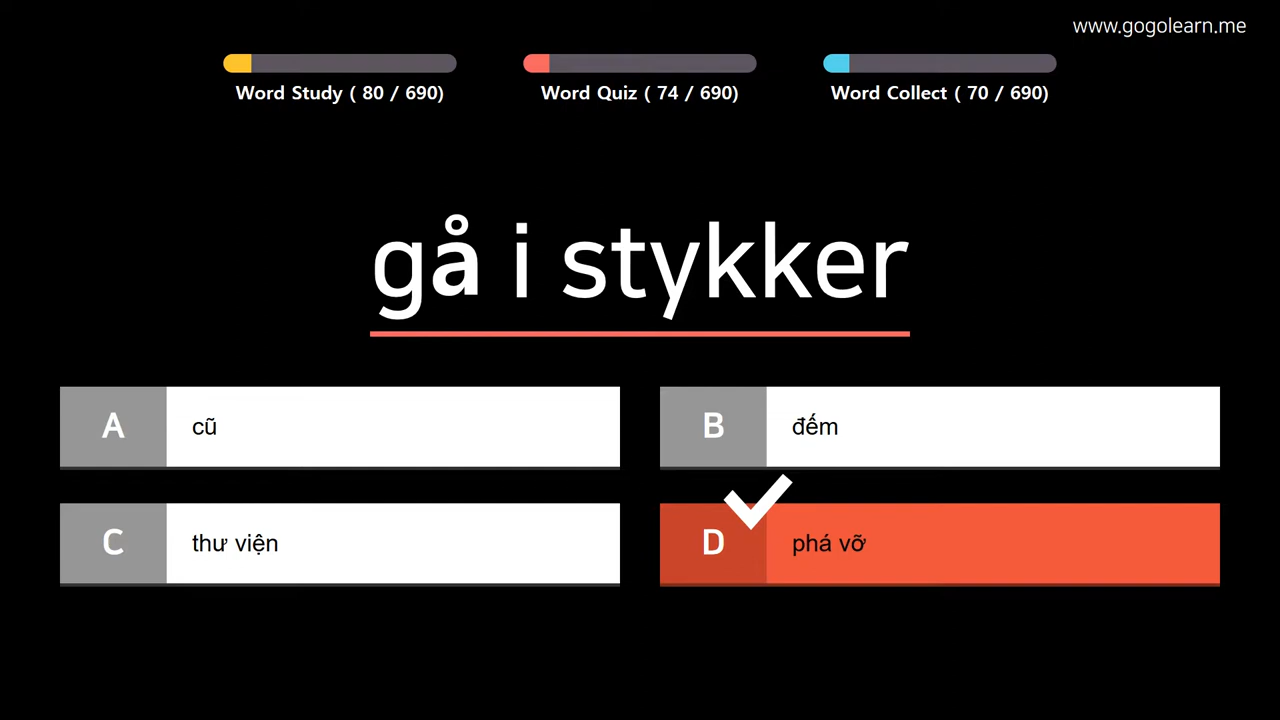 www.gogolearn.me
Word Study ( 80 / 690)
Word Quiz ( 74 / 690)
Word Collect ( 70 / 690)
gå i stykker
A cũ
B đếm
C thư viện
D phá vỡ